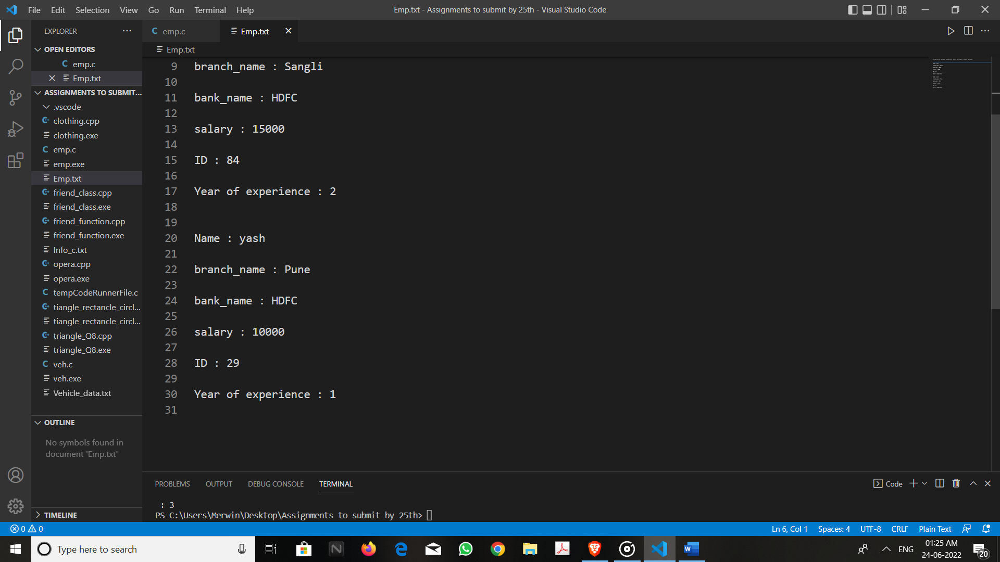 File Edit Selection View Go Run Terminal Help
Emp.txt - Assignments to submit by 25th - Visual Studio Code
EXPLORER
OPEN EDITORS
emp.c
Emp.txt
ASSIGNMENTS TO SUBMIT...
.vscode
clothing.cpp
clothing.exe
emp.c
emp.exe
Emp.txt
friend_class.cpp
friend_class.exe
friend_function.cpp
friend_function.exe
Info_c.txt
opera.cpp
opera.exe
tempCodeRunnerFile.c
tiangle_rectancle_circl...
tiangle_rectancle_circl...
triangle_Q8.cpp
triangle_Q8.exe
veh.c
veh.exe
Vehicle_data.txt
OUTLINE
No symbols found in
document 'Emp.txt'
TIMELINE
emp.c
Emp.txt
Emp.txt
9 branch_name : Sangli
10
11 bank_name : HDFC
12
13 salary : 15000
14
15 ID : 84
16
17 Year of experience : 2
18
19
20 Name : yash
21
22 branch_name : Pune
23
24 bank_name : HDFC
25
26 salary : 10000
27
28 ID : 29
29
30 Year of experience : 1
31
PROBLEMS OUTPUT DEBUG CONSOLE TERMINAL
Code
: 3
PS C:\Users\Merwin\Desktop\Assignments to submit by 25th>
0 0
Ln 6, Col 1 Spaces: 4 UTF-8 CRLF Plain Text
Type here to search
ENG
01:25 AM
24-06-2022
20